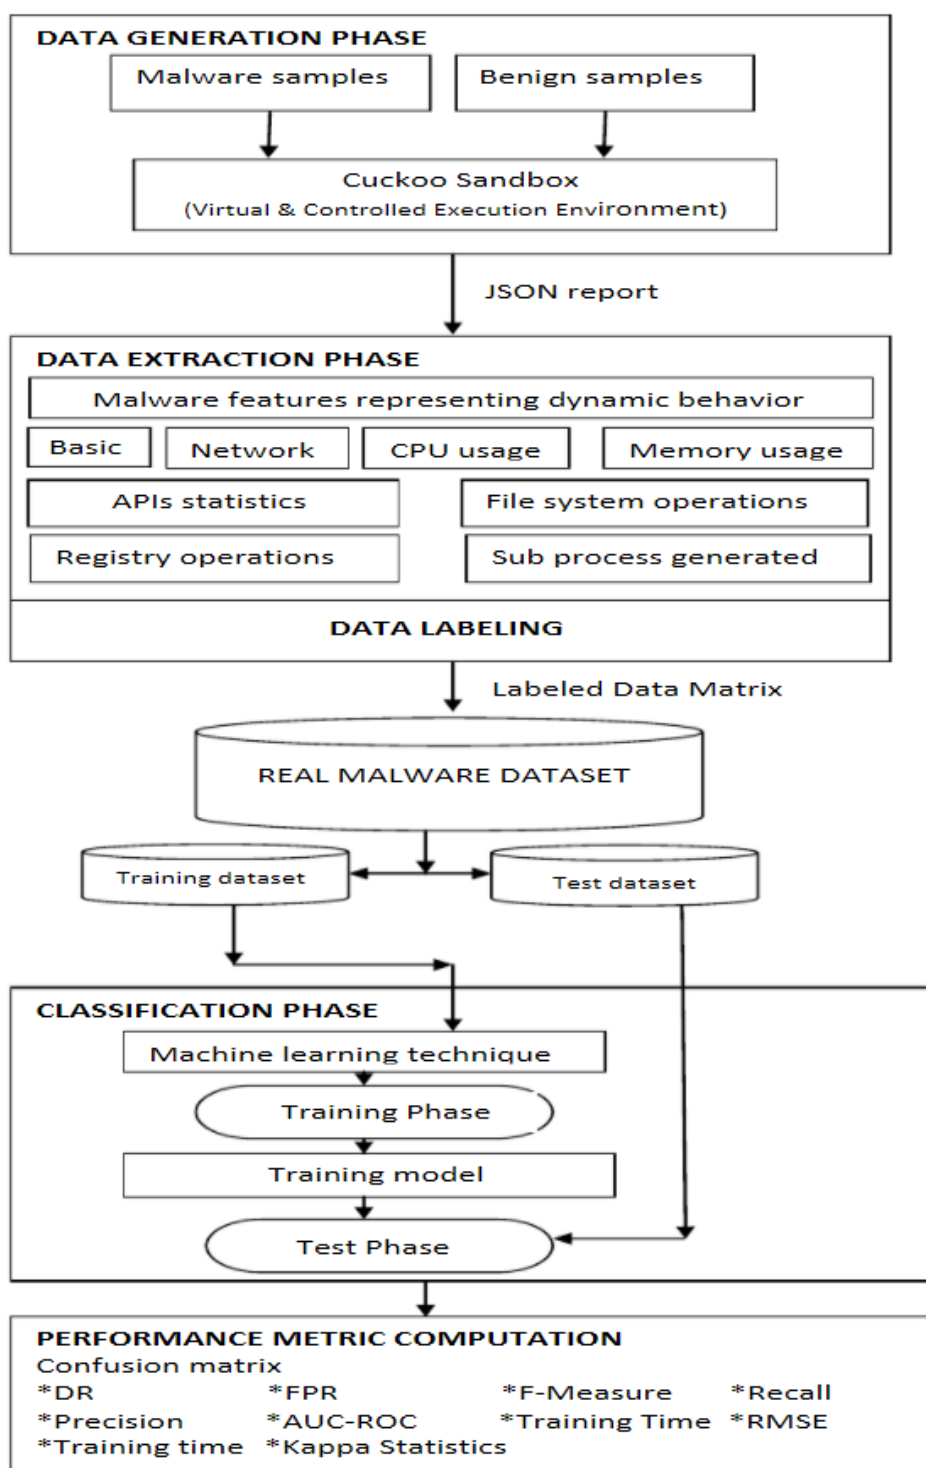 DATA GENERATION PHASE
Malware samples
Benign samples
Cuckoo Sandbox
(Virtual & Controlled Execution Environment)
JSON report
DATA EXTRACTION PHASE
Malware features representing dynamic behavior
Basic
Network
CPU usage
Memory usage
APIs statistics
File system operations
Registry operations
Sub process generated
DATA LABELING
Labeled Data Matrix
REAL MALWARE DATASET
Training dataset
Test dataset
CLASSIFICATION PHASE
Machine learning technique
Training Phase
Training model
Test Phase
PERFORMANCE METRIC COMPUTATION
Confusion matrix
*DR *FPR *F-Measure *Recall
*Precision *AUC-ROC *Training Time *RMSE
*Training time *Kappa Statistics